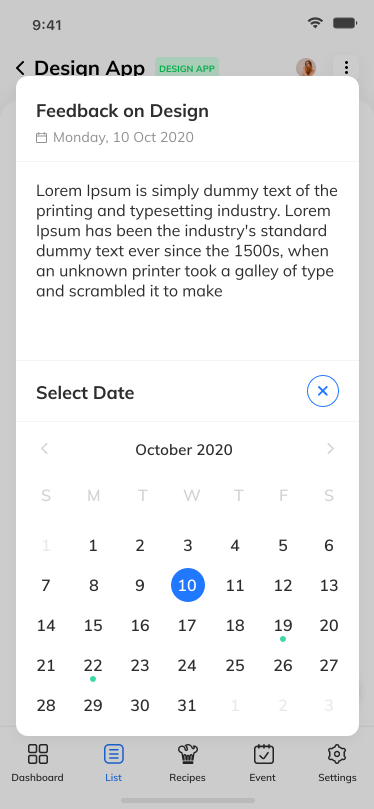 9:41
Design App DESIGN APP
Feedback on Design
Monday, 10 Oct 2020
Lorem Ipsum is simply dummy text of the
printing and typesetting industry. Lorem
Ipsum has been the industry's standard
dummy text ever since the 1500s, when
an unknown printer took a galley of type
and scrambled it to make
Select Date
October 2020
S M T W T F S
1 1 2 3 4 5 6
7 8 9 10 11 12 13
14 15 16 17 18 19 20
21 22 23 24 25 26 27
28 29 30 31 1 2 3
Dashboard List Recipes Event Settings